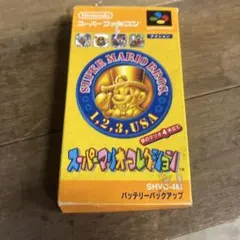 Nintendo
スーパーファミコン
SUPER MARIO BROS.
1,2,3,USA
スーパーマリオコレクション
SHVC-4M
バッテリーバックアップ